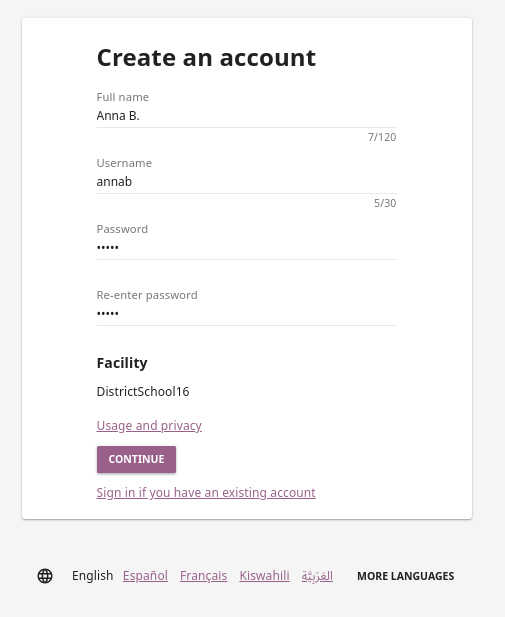 Create an account
Full name
Anna B.
7/120
Username
annab
5/30
Password
•••••
Re-enter password
•••••
Facility
DistrictSchool16
Usage and privacy
CONTINUE
Sign in if you have an existing account
English Español Français Kiswahili العَرَبِيَّة MORE LANGUAGES